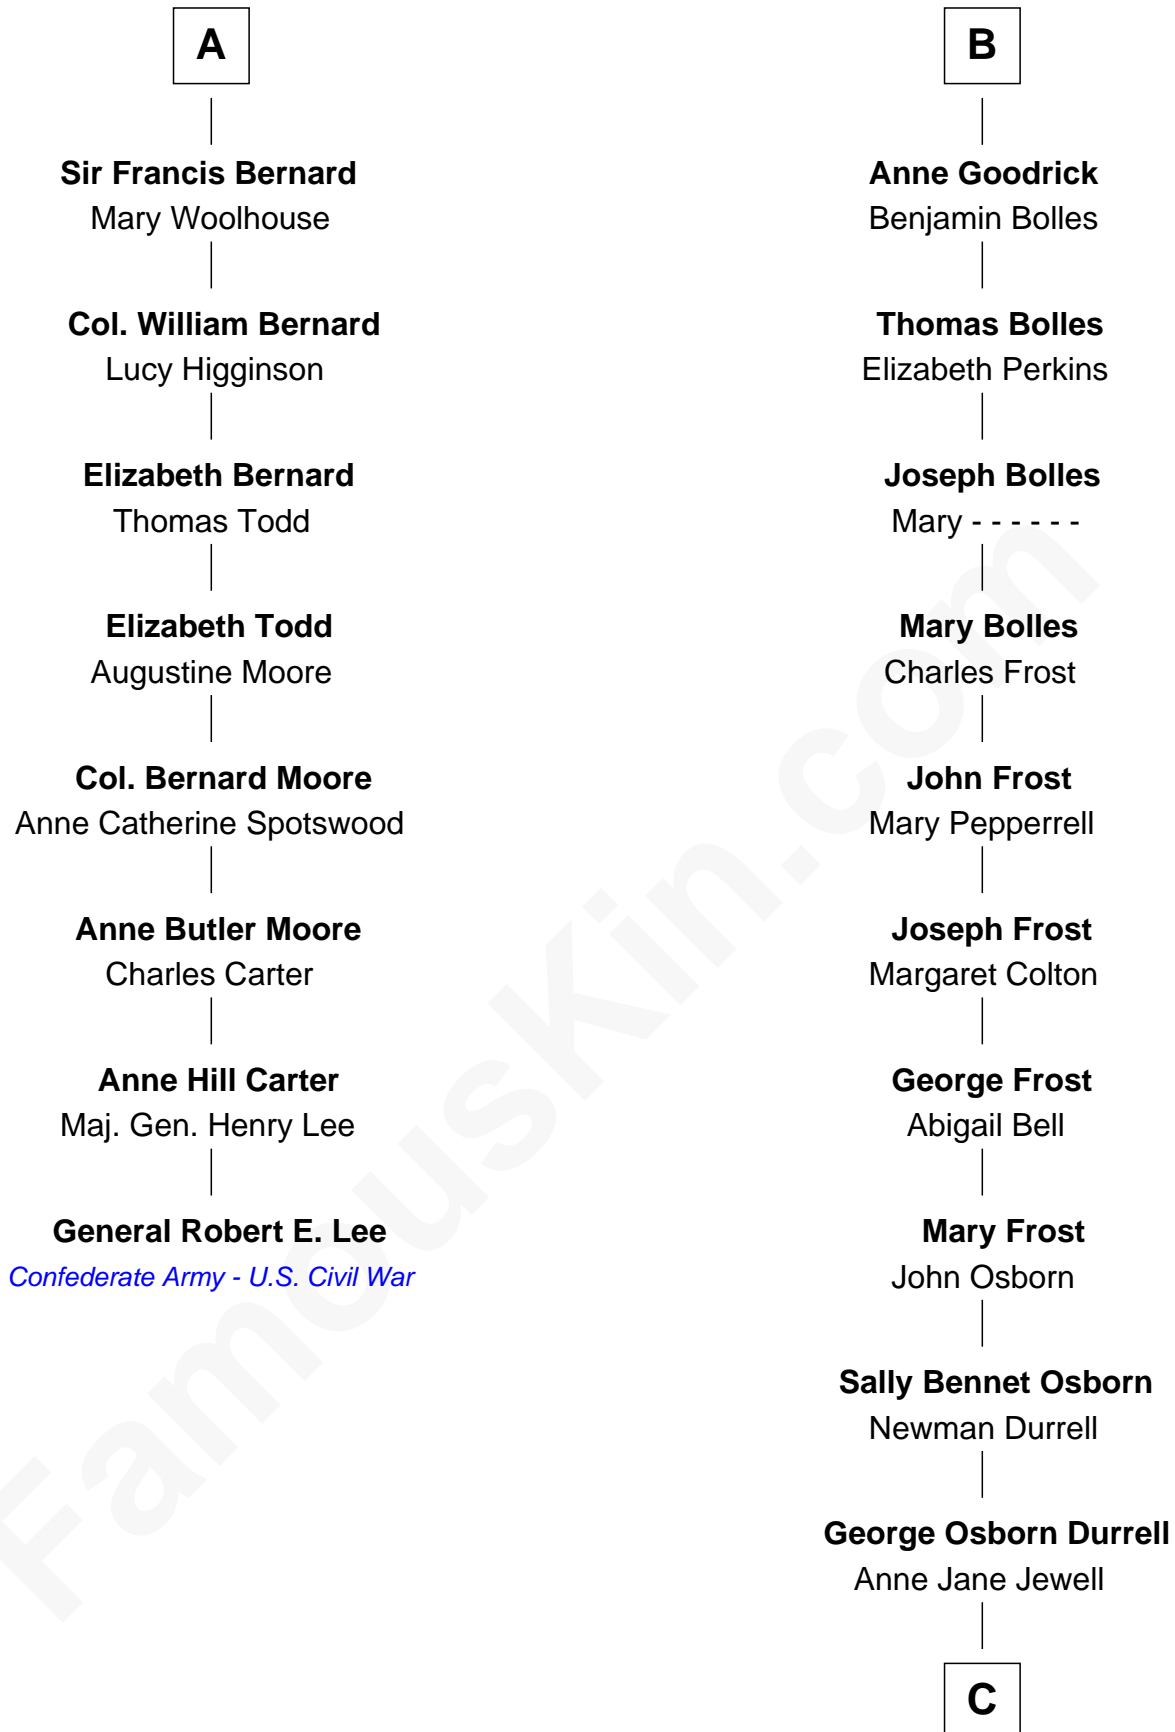 A
Sir Francis Bernard
Mary Woolhouse
Col. William Bernard
Lucy Higginson
Elizabeth Bernard
Thomas Todd
Elizabeth Todd
Augustine Moore
Col. Bernard Moore
Anne Catherine Spotswood
Anne Butler Moore
Charles Carter
Anne Hill Carter
Maj. Gen. Henry Lee
General Robert E. Lee
Confederate Army - U.S. Civil War
B
Anne Goodrick
Benjamin Bolles
Thomas Bolles
Elizabeth Perkins
Joseph Bolles
Mary - - - - - -
Mary Bolles
Charles Frost
John Frost
Mary Pepperrell
Joseph Frost
Margaret Colton
George Frost
Abigail Bell
Mary Frost
John Osborn
Sally Bennet Osborn
Newman Durrell
George Osborn Durrell
Anne Jane Jewell
C
FamousKin.com